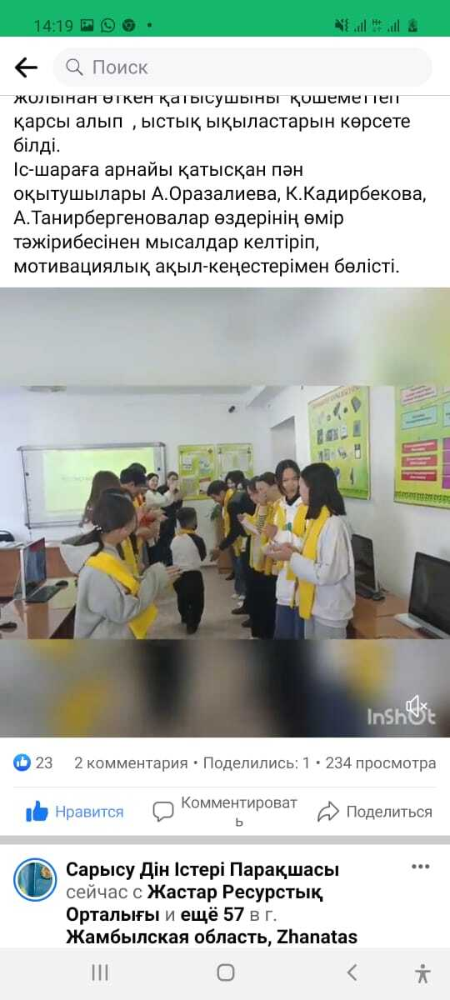 14:19
Поиск
жолынан өткен қатысушыны қошеметтеп
қарсы алып , ыстық ықыластарын көрсете
білді.
Іс-шараға арнайы қатысқан пән
оқытушылары А.Оразалиева, К.Кадирбекова,
А.Танирбергеновалар өздерінің өмір
тәжірибесінен мысалдар келтіріп,
мотивациялық ақыл-кеңестерімен бөлісті.
InShOt
23 2 комментария • Поделились: 1 • 234 просмотра
Нравится
Комментироват
ь
Поделиться
Сарысу Дін Істері Парақшасы
сейчас с Жастар Ресурстық
Орталығы и ещё 57 в г.
Жамбылская область, Zhanatas